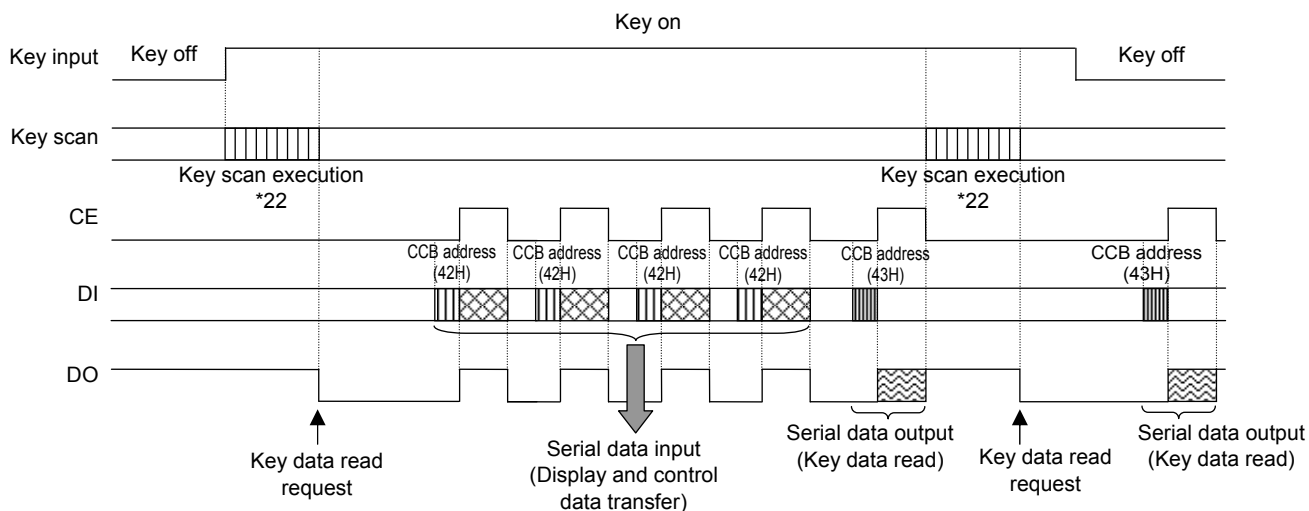 Key on
Key input
Key off
Key off
Key scan
Key scan execution
*22
Key scan execution
*22
CE
CCB address
(42H)
CCB address
(42H)
CCB address
(42H)
CCB address
(42H)
CCB address
(43H)
CCB address
(43H)
DI
DO
Key data read
request
Serial data input
(Display and control
data transfer)
Serial data output
(Key data read)
Key data read
request
Serial data output
(Key data read)